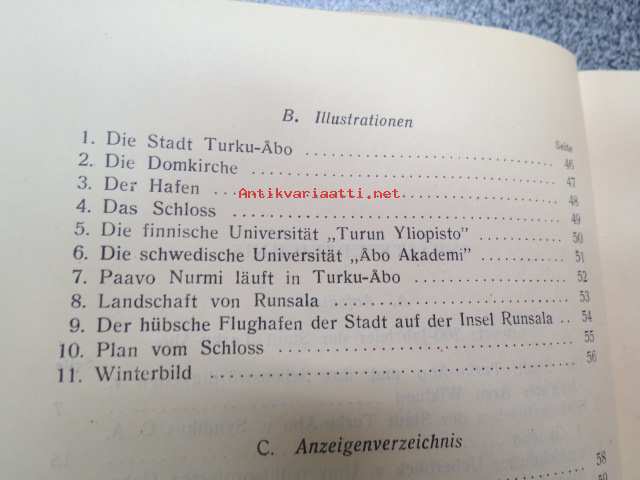 B. Illustrationen
Seite
1. Die Stadt Turku-Åbo 46
2. Die Domkirche 47
3. Der Hafen 48
Antikvariaatti.net
4. Das Schloss 49
5. Die finnische Universität „Turun Yliopisto" 50
6. Die schwedische Universität „Åbo Akademi" 51
7. Paavo Nurmi läuft in Turku-Åbo 52
8. Landschaft von Runsala 53
9. Der hübsche Flughafen der Stadt auf der Insel Runsala 54
10. Plan vom Schloss 55
11. Winterbild 56
C. Anzeigenverzeichnis
58
59